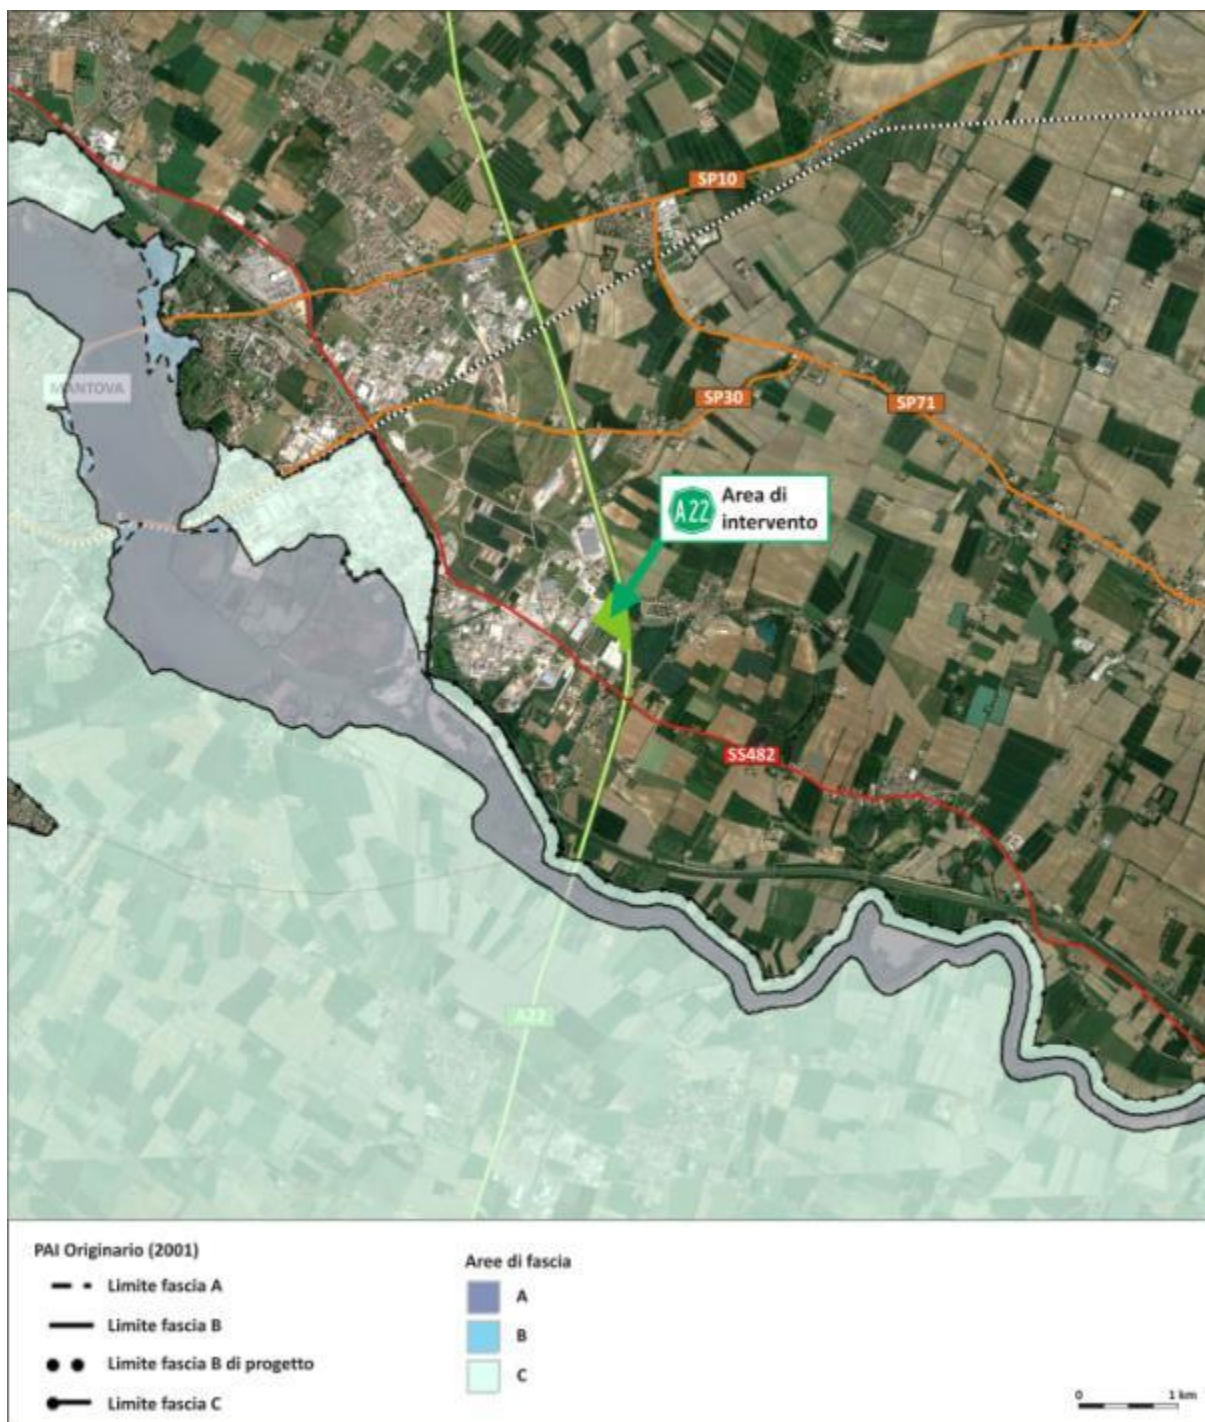 SP10
MANTOVA
SP30
SP71
A22
Area di
intervento
SS482
A22
PAI Originario (2001)
Limite fascia A
Limite fascia B
Limite fascia B di progetto
Limite fascia C
Aree di fascia
A
B
C
0 1 km